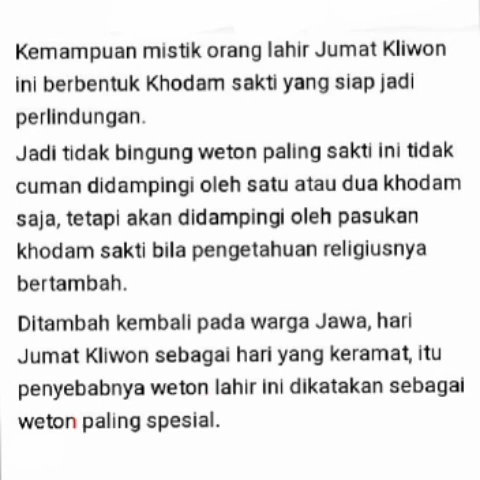 Kemampuan mistik orang lahir Jumat Kliwon
ini berbentuk Khodam sakti yang siap jadi
perlindungan.
Jadi tidak bingung weton paling sakti ini tidak
cuman didampingi oleh satu atau dua khodam
saja, tetapi akan didampingi oleh pasukan
khodam sakti bila pengetahuan religiusnya
bertambah.
Ditambah kembali pada warga Jawa, hari
Jumat Kliwon sebagai hari yang keramat, itu
penyebabnya weton lahir ini dikatakan sebagai
weton paling spesial.